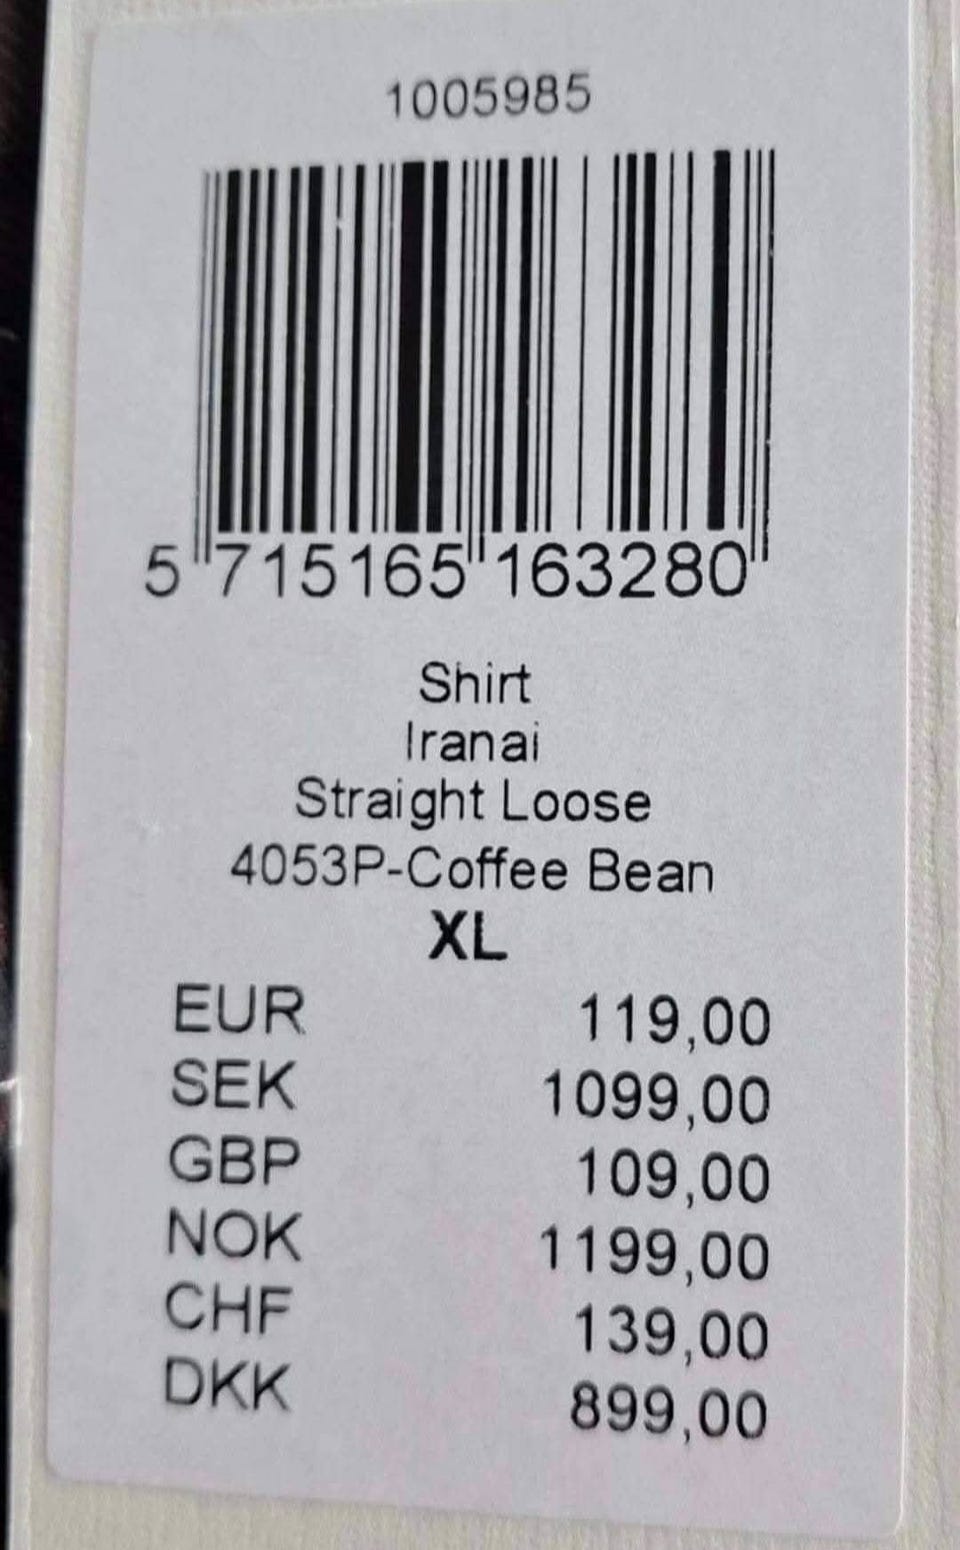 1005985
5 715165 163280
Shirt
Iranai
Straight Loose
4053P-Coffee Bean
XL
EUR 119,00
SEK 1099,00
GBP 109,00
NOK 1199,00
CHF 139,00
DKK 899,00